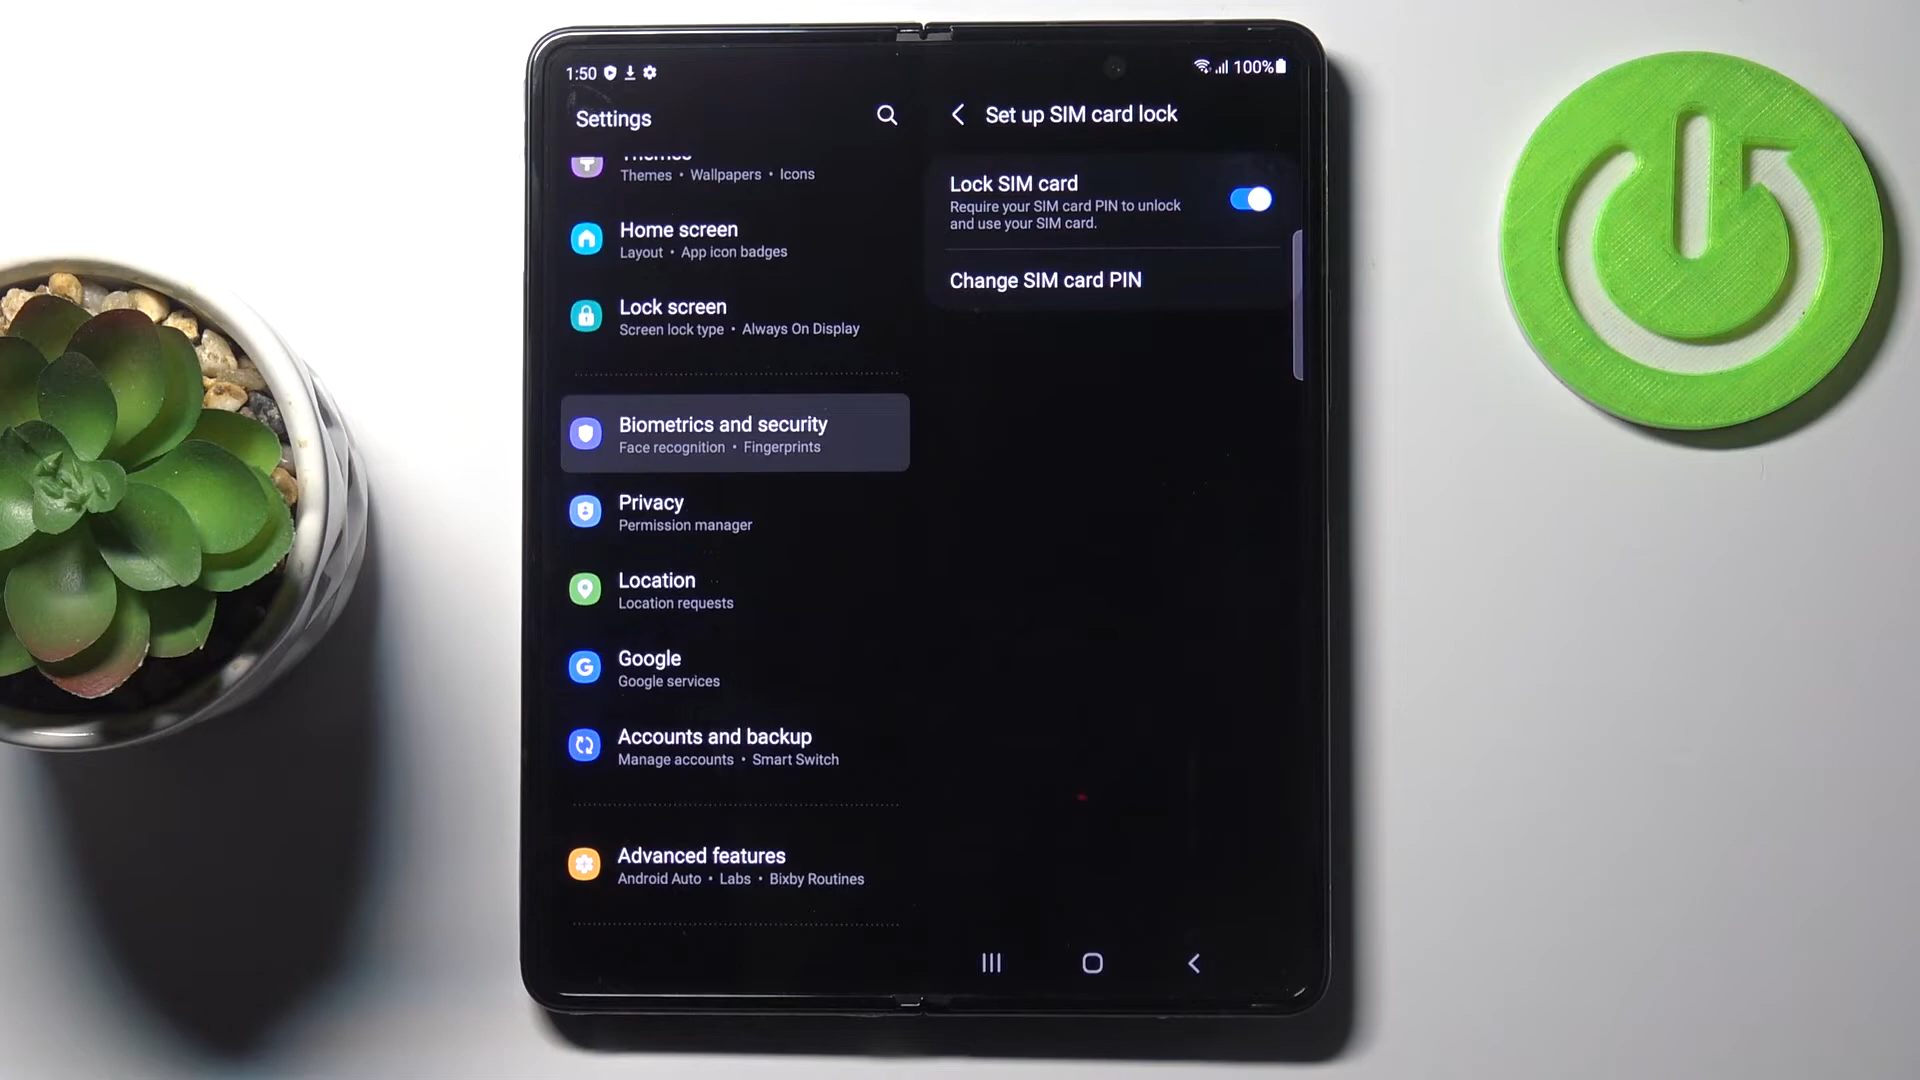 1:50
100%
Settings
Themes
Themes • Wallpapers • Icons
Home screen
Layout • App icon badges
Lock screen
Screen lock type • Always On Display
Biometrics and security
Face recognition • Fingerprints
Privacy
Permission manager
Location
Location requests
Google
Google services
Accounts and backup
Manage accounts • Smart Switch
Advanced features
Android Auto • Labs • Bixby Routines
Set up SIM card lock
Lock SIM card
Require your SIM card PIN to unlock
and use your SIM card.
Change SIM card PIN